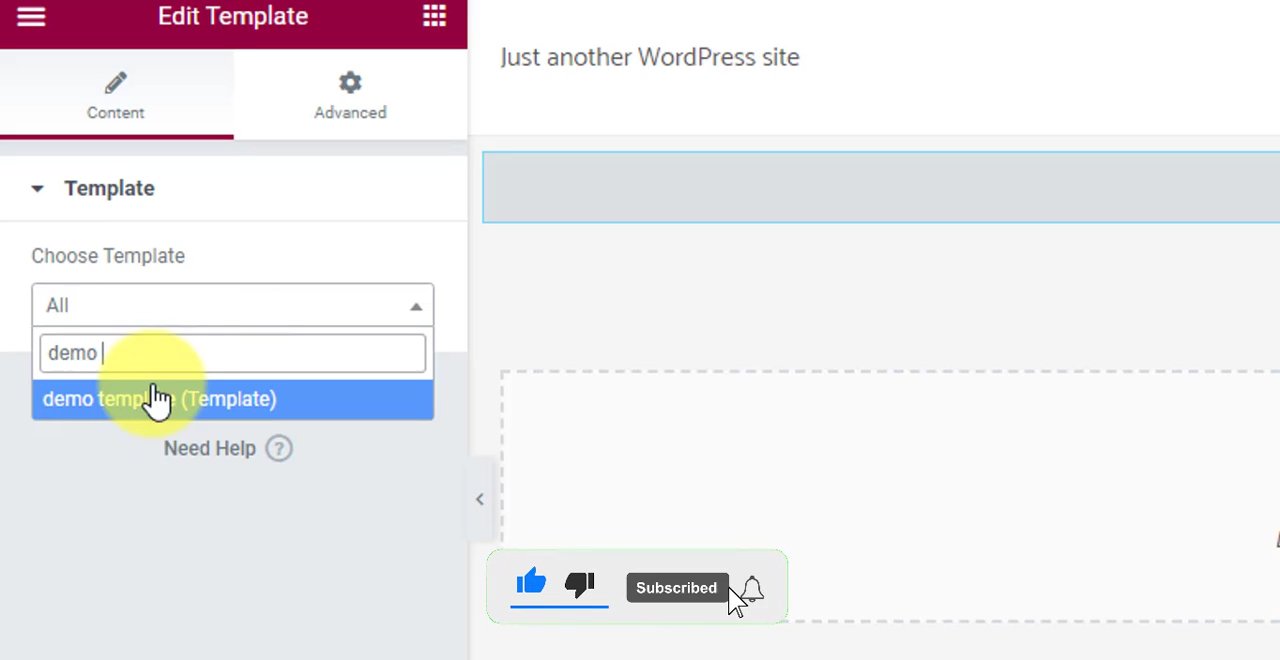 Edit Template
Just another WordPress site
Content
Advanced
Template
Choose Template
All
demo
demo template (Template)
Need Help ?
Subscribed